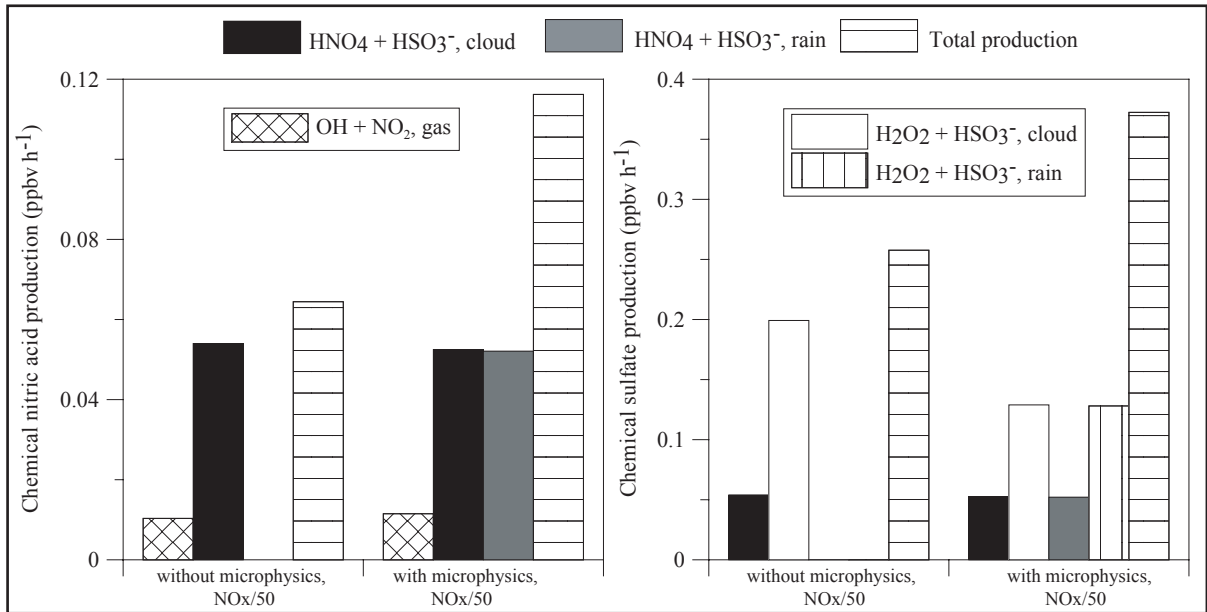 HNO4 + HSO3-, cloud
HNO4 + HSO3-, rain
Total production
Chemical nitric acid production (ppbv h-1)
0.12
0.08
0.04
0
OH + NO2, gas
without microphysics,
NOx/50
with microphysics,
NOx/50
Chemical sulfate production (ppbv h-1)
0.4
0.3
0.2
0.1
0
H2O2 + HSO3-, cloud
H2O2 + HSO3-, rain
without microphysics,
NOx/50
with microphysics,
NOx/50